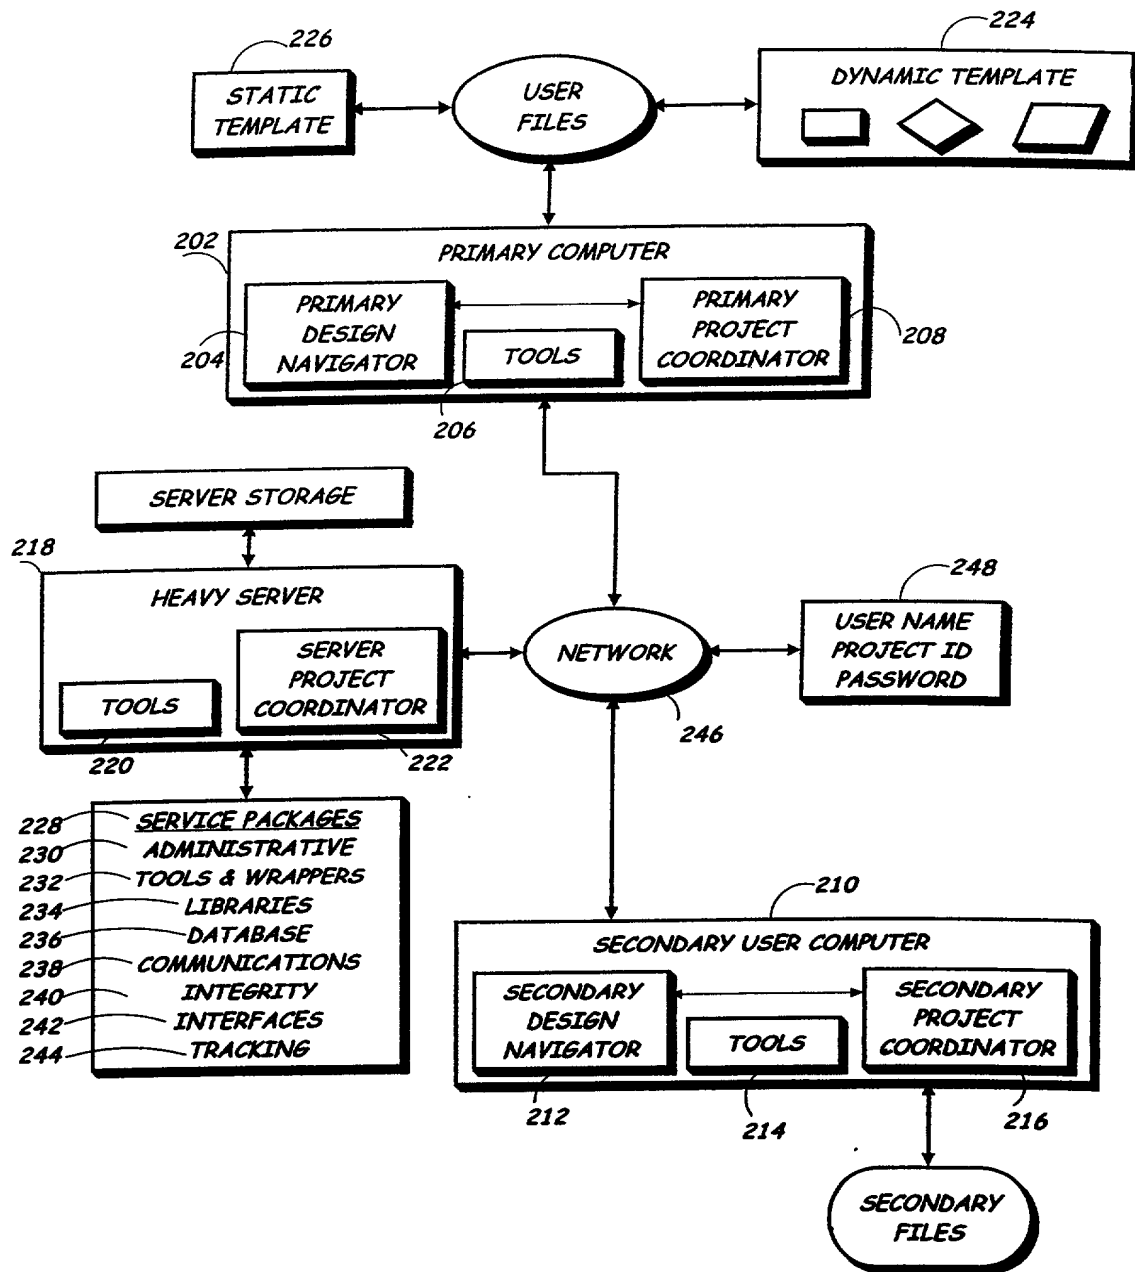 226
STATIC
TEMPLATE
USER
FILES
224
DYNAMIC TEMPLATE
202
PRIMARY COMPUTER
PRIMARY
DESIGN
NAVIGATOR
204
TOOLS
206
PRIMARY
PROJECT
COORDINATOR
208
SERVER STORAGE
218
HEAVY SERVER
SERVER
PROJECT
COORDINATOR
TOOLS
220
222
NETWORK
246
248
USER NAME
PROJECT ID
PASSWORD
228 SERVICE PACKAGES
230 ADMINISTRATIVE
232 TOOLS & WRAPPERS
234 LIBRARIES
236 DATABASE
238 COMMUNICATIONS
240 INTEGRITY
242 INTERFACES
244 TRACKING
210
SECONDARY USER COMPUTER
SECONDARY
DESIGN
NAVIGATOR
TOOLS
SECONDARY
PROJECT
COORDINATOR
212
214
216
SECONDARY
FILES